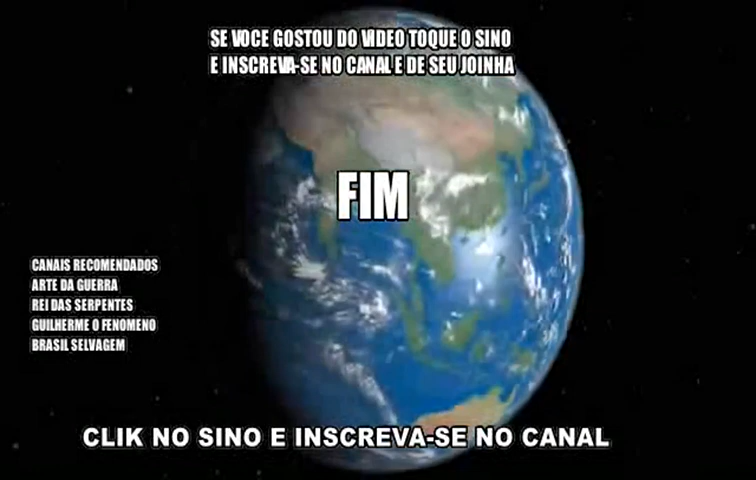 SE VOCE GOSTOU DO VIDEO TOQUE O SINO
E INSCREVA-SE NO CANAL E DE SEU JOINHA
FIM
CANAIS RECOMENDADOS
ARTE DA GUERRA
REI DAS SERPENTES
GUILHERME O FENOMENO
BRASIL SELVAGEM
CLIK NO SINO E INSCREVA-SE NO CANAL